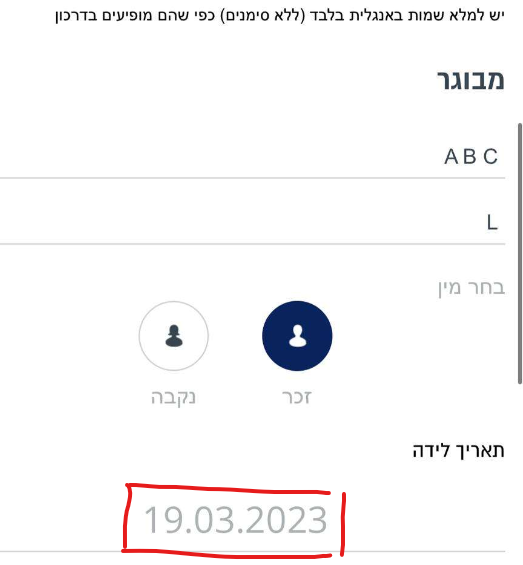 יש למלא שמות באנגלית בלבד (ללא סימנים) כפי שהם מופיעים בדרכון
מבוגר
A B C
L
בחר מין
זכר נקבה
תאריך לידה
19.03.2023